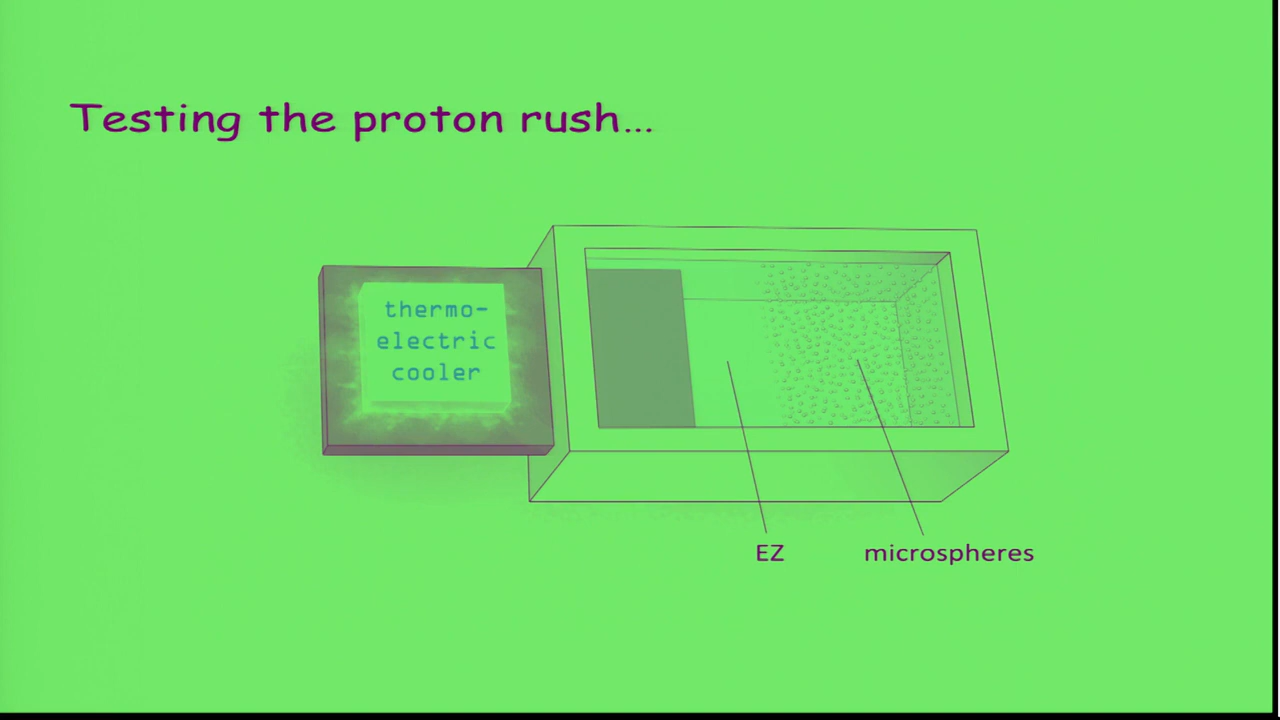 Testing the proton rush...
thermo-
electric
cooler
EZ
microspheres